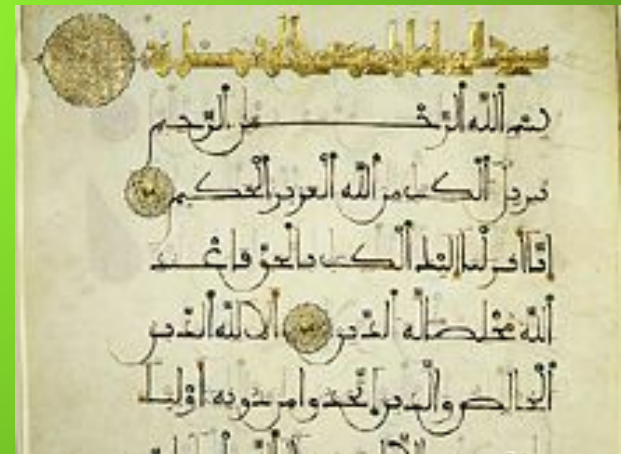 بسم الله الرحمن الرحيم
تنزيل الكتب من الله العزيز الحكيم
إنا أنزلنا إليك الكتب بالحق فاعبد
الله مخلصا له الدين ألا لله الدين
الخالص والذين اتخذوا من دونه أولياء